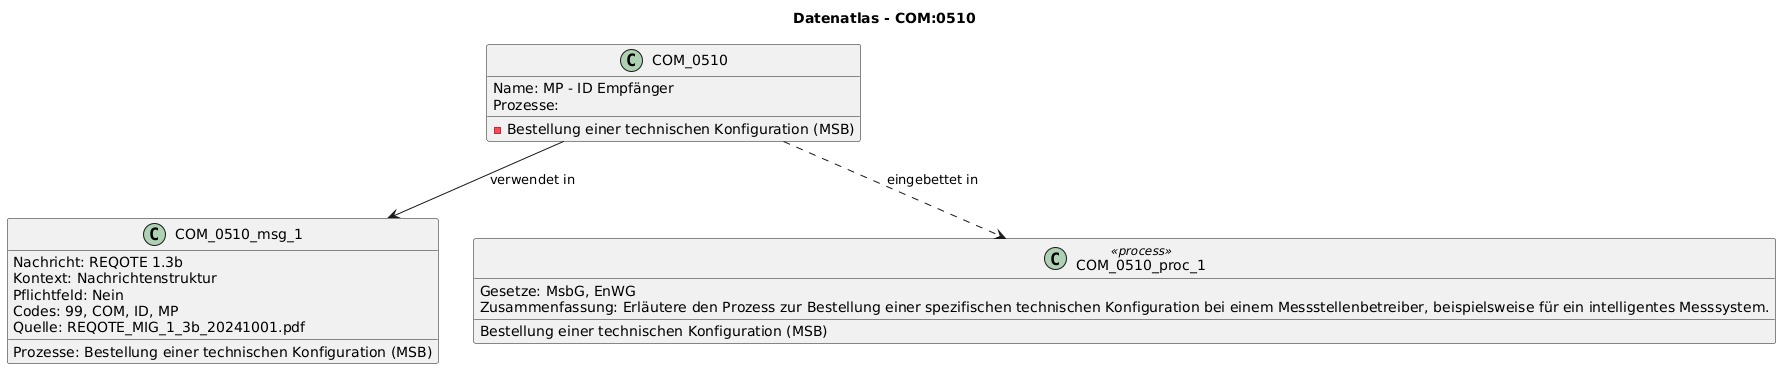 Datenatlas - COM:0510
C COM_0510
Name: MP - ID Empfänger
Prozesse:
Bestellung einer technischen Konfiguration (MSB)
verwendet in
eingebettet in
C COM_0510_msg_1
Nachricht: REQOTE 1.3b
Kontext: Nachrichtenstruktur
Pflichtfeld: Nein
Codes: 99, COM, ID, MP
Quelle: REQOTE_MIG_1_3b_20241001.pdf
Prozesse: Bestellung einer technischen Konfiguration (MSB)
«process»
C COM_0510_proc_1
Gesetze: MsbG, EnWG
Zusammenfassung: Erläutere den Prozess zur Bestellung einer spezifischen technischen Konfiguration bei einem Messstellenbetreiber, beispielsweise für ein intelligentes Messsystem.
Bestellung einer technischen Konfiguration (MSB)